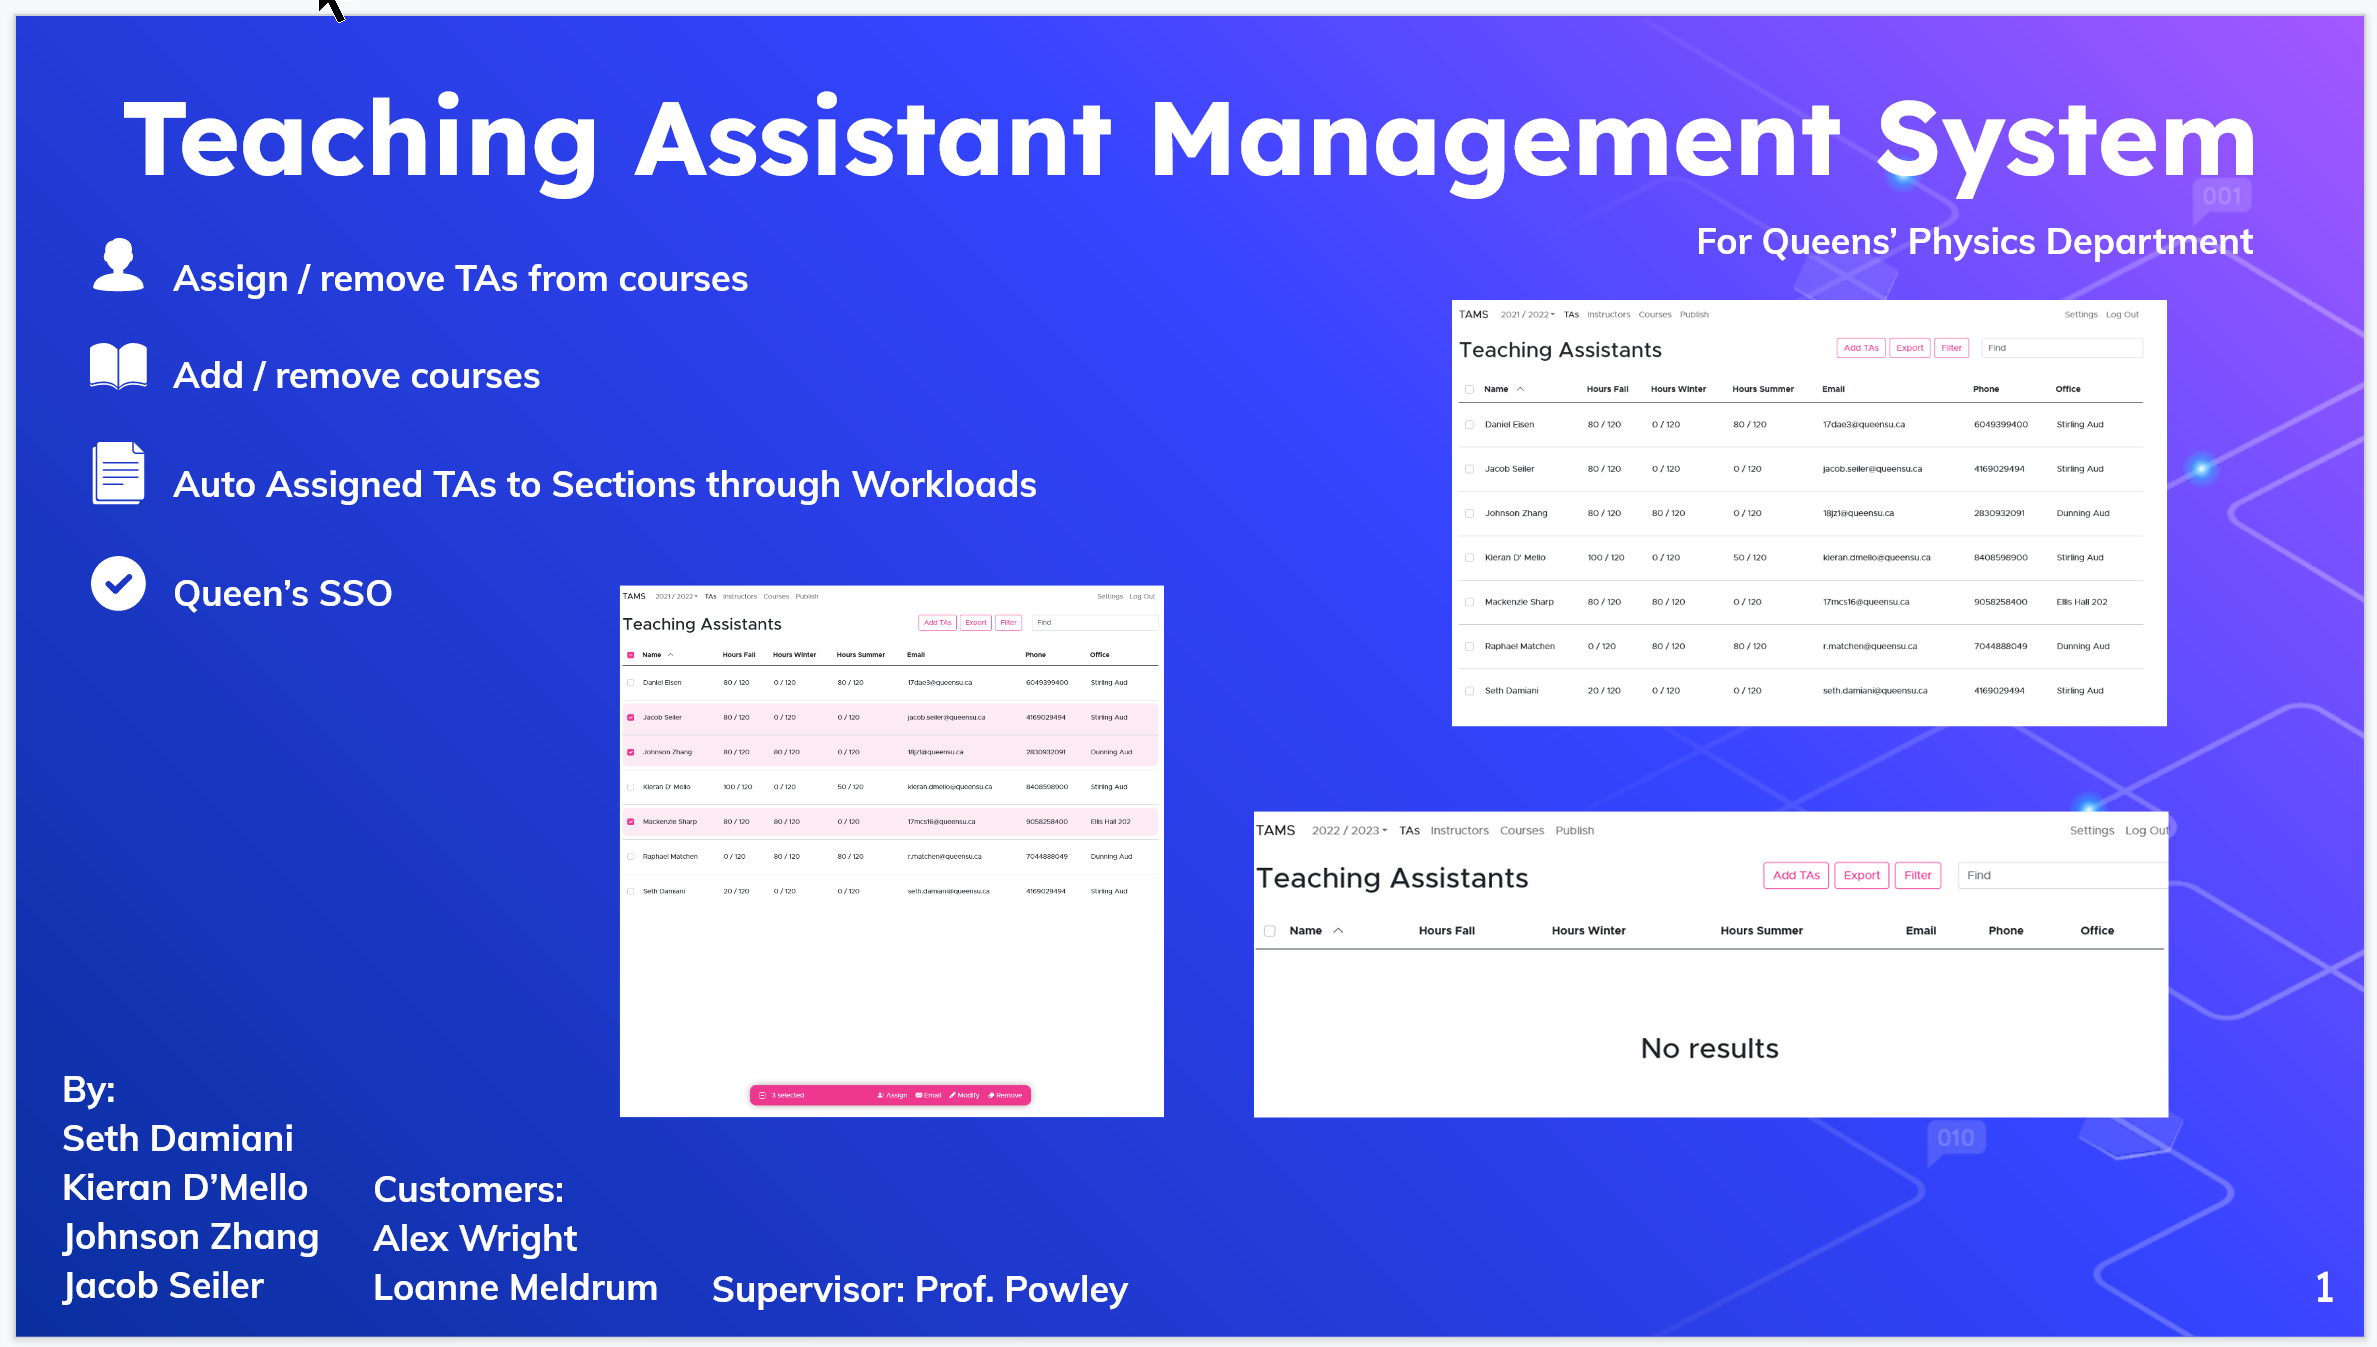 Teaching Assistant Management System
001
For Queens' Physics Department
Assign / remove TAs from courses
Add / remove courses
Auto Assigned TAs to Sections through Workloads
Queen's SSO
TAMS 2021 / 2022 TAs Instructors Courses Publish Settings Log Out
Teaching Assistants Add TAs Export Filter Find
Name Hours Fall Hours Winter Hours Summer Email Phone Office
Daniel Eisen 80 / 120 0 / 120 80 / 120 17dae3@queensu.ca 6049399400 Stirling Aud
Jacob Seiler 80 / 120 0 / 120 0 / 120 jacob.seiler@queensu.ca 4169029494 Stirling Aud
Johnson Zhang 80 / 120 80 / 120 0 / 120 18jz1@queensu.ca 2830932091 Dunning Aud
Kieran D' Mello 100 / 120 0 / 120 50 / 120 kieran.dmello@queensu.ca 8408598900 Stirling Aud
Mackenzie Sharp 80 / 120 80 / 120 0 / 120 17mcs16@queensu.ca 9058258400 Ellis Hall 202
Raphael Matchen 0 / 120 80 / 120 80 / 120 r.matchen@queensu.ca 7044888049 Dunning Aud
Seth Damiani 20 / 120 0 / 120 0 / 120 seth.damiani@queensu.ca 4169029494 Stirling Aud
TAMS 2021 / 2022 TAs Instructors Courses Publish Settings Log Out
Teaching Assistants Add TAs Export Filter Find
Name Hours Fall Hours Winter Hours Summer Email Phone Office
Daniel Eisen 80 / 120 0 / 120 80 / 120 17dae3@queensu.ca 6049399400 Stirling Aud
Jacob Seiler 80 / 120 0 / 120 0 / 120 jacob.seiler@queensu.ca 4169029494 Stirling Aud
Johnson Zhang 80 / 120 80 / 120 0 / 120 18jz1@queensu.ca 2830932091 Dunning Aud
Kieran D' Mello 100 / 120 0 / 120 50 / 120 kieran.dmello@queensu.ca 8408598900 Stirling Aud
Mackenzie Sharp 80 / 120 80 / 120 0 / 120 17mcs16@queensu.ca 9058258400 Ellis Hall 202
Raphael Matchen 0 / 120 80 / 120 80 / 120 r.matchen@queensu.ca 7044888049 Dunning Aud
Seth Damiani 20 / 120 0 / 120 0 / 120 seth.damiani@queensu.ca 4169029494 Stirling Aud
3 selected Assign Email Modify Remove
TAMS 2022 / 2023 TAs Instructors Courses Publish Settings Log Out
Teaching Assistants Add TAs Export Filter Find
Name Hours Fall Hours Winter Hours Summer Email Phone Office
No results
010
By:
Seth Damiani
Kieran D'Mello
Johnson Zhang
Jacob Seiler
Customers:
Alex Wright
Loanne Meldrum
Supervisor: Prof. Powley
1